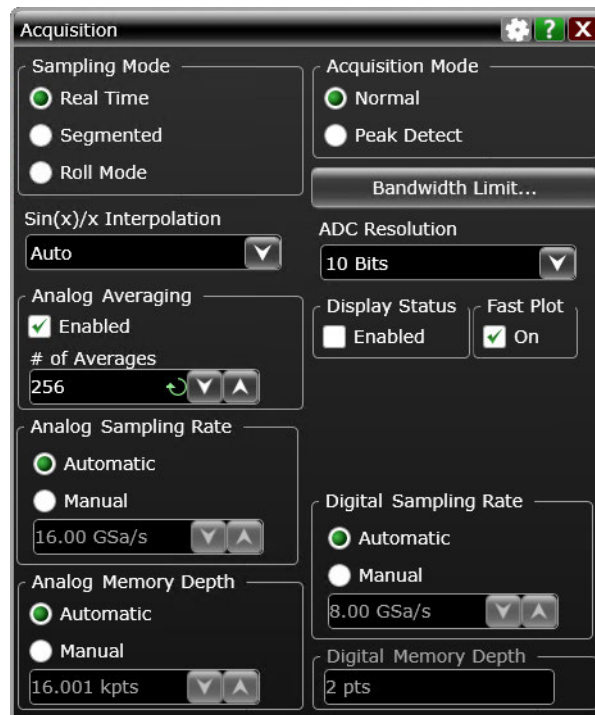 Acquisition
?
X
Sampling Mode
Real Time
Segmented
Roll Mode
Acquisition Mode
Normal
Peak Detect
Bandwidth Limit...
Sin(x)/x Interpolation
Auto
ADC Resolution
10 Bits
Analog Averaging
Enabled
# of Averages
256
Display Status
Enabled
Fast Plot
On
Analog Sampling Rate
Automatic
Manual
16.00 GSa/s
Digital Sampling Rate
Automatic
Manual
8.00 GSa/s
Analog Memory Depth
Automatic
Manual
16.001 kpts
Digital Memory Depth
2 pts